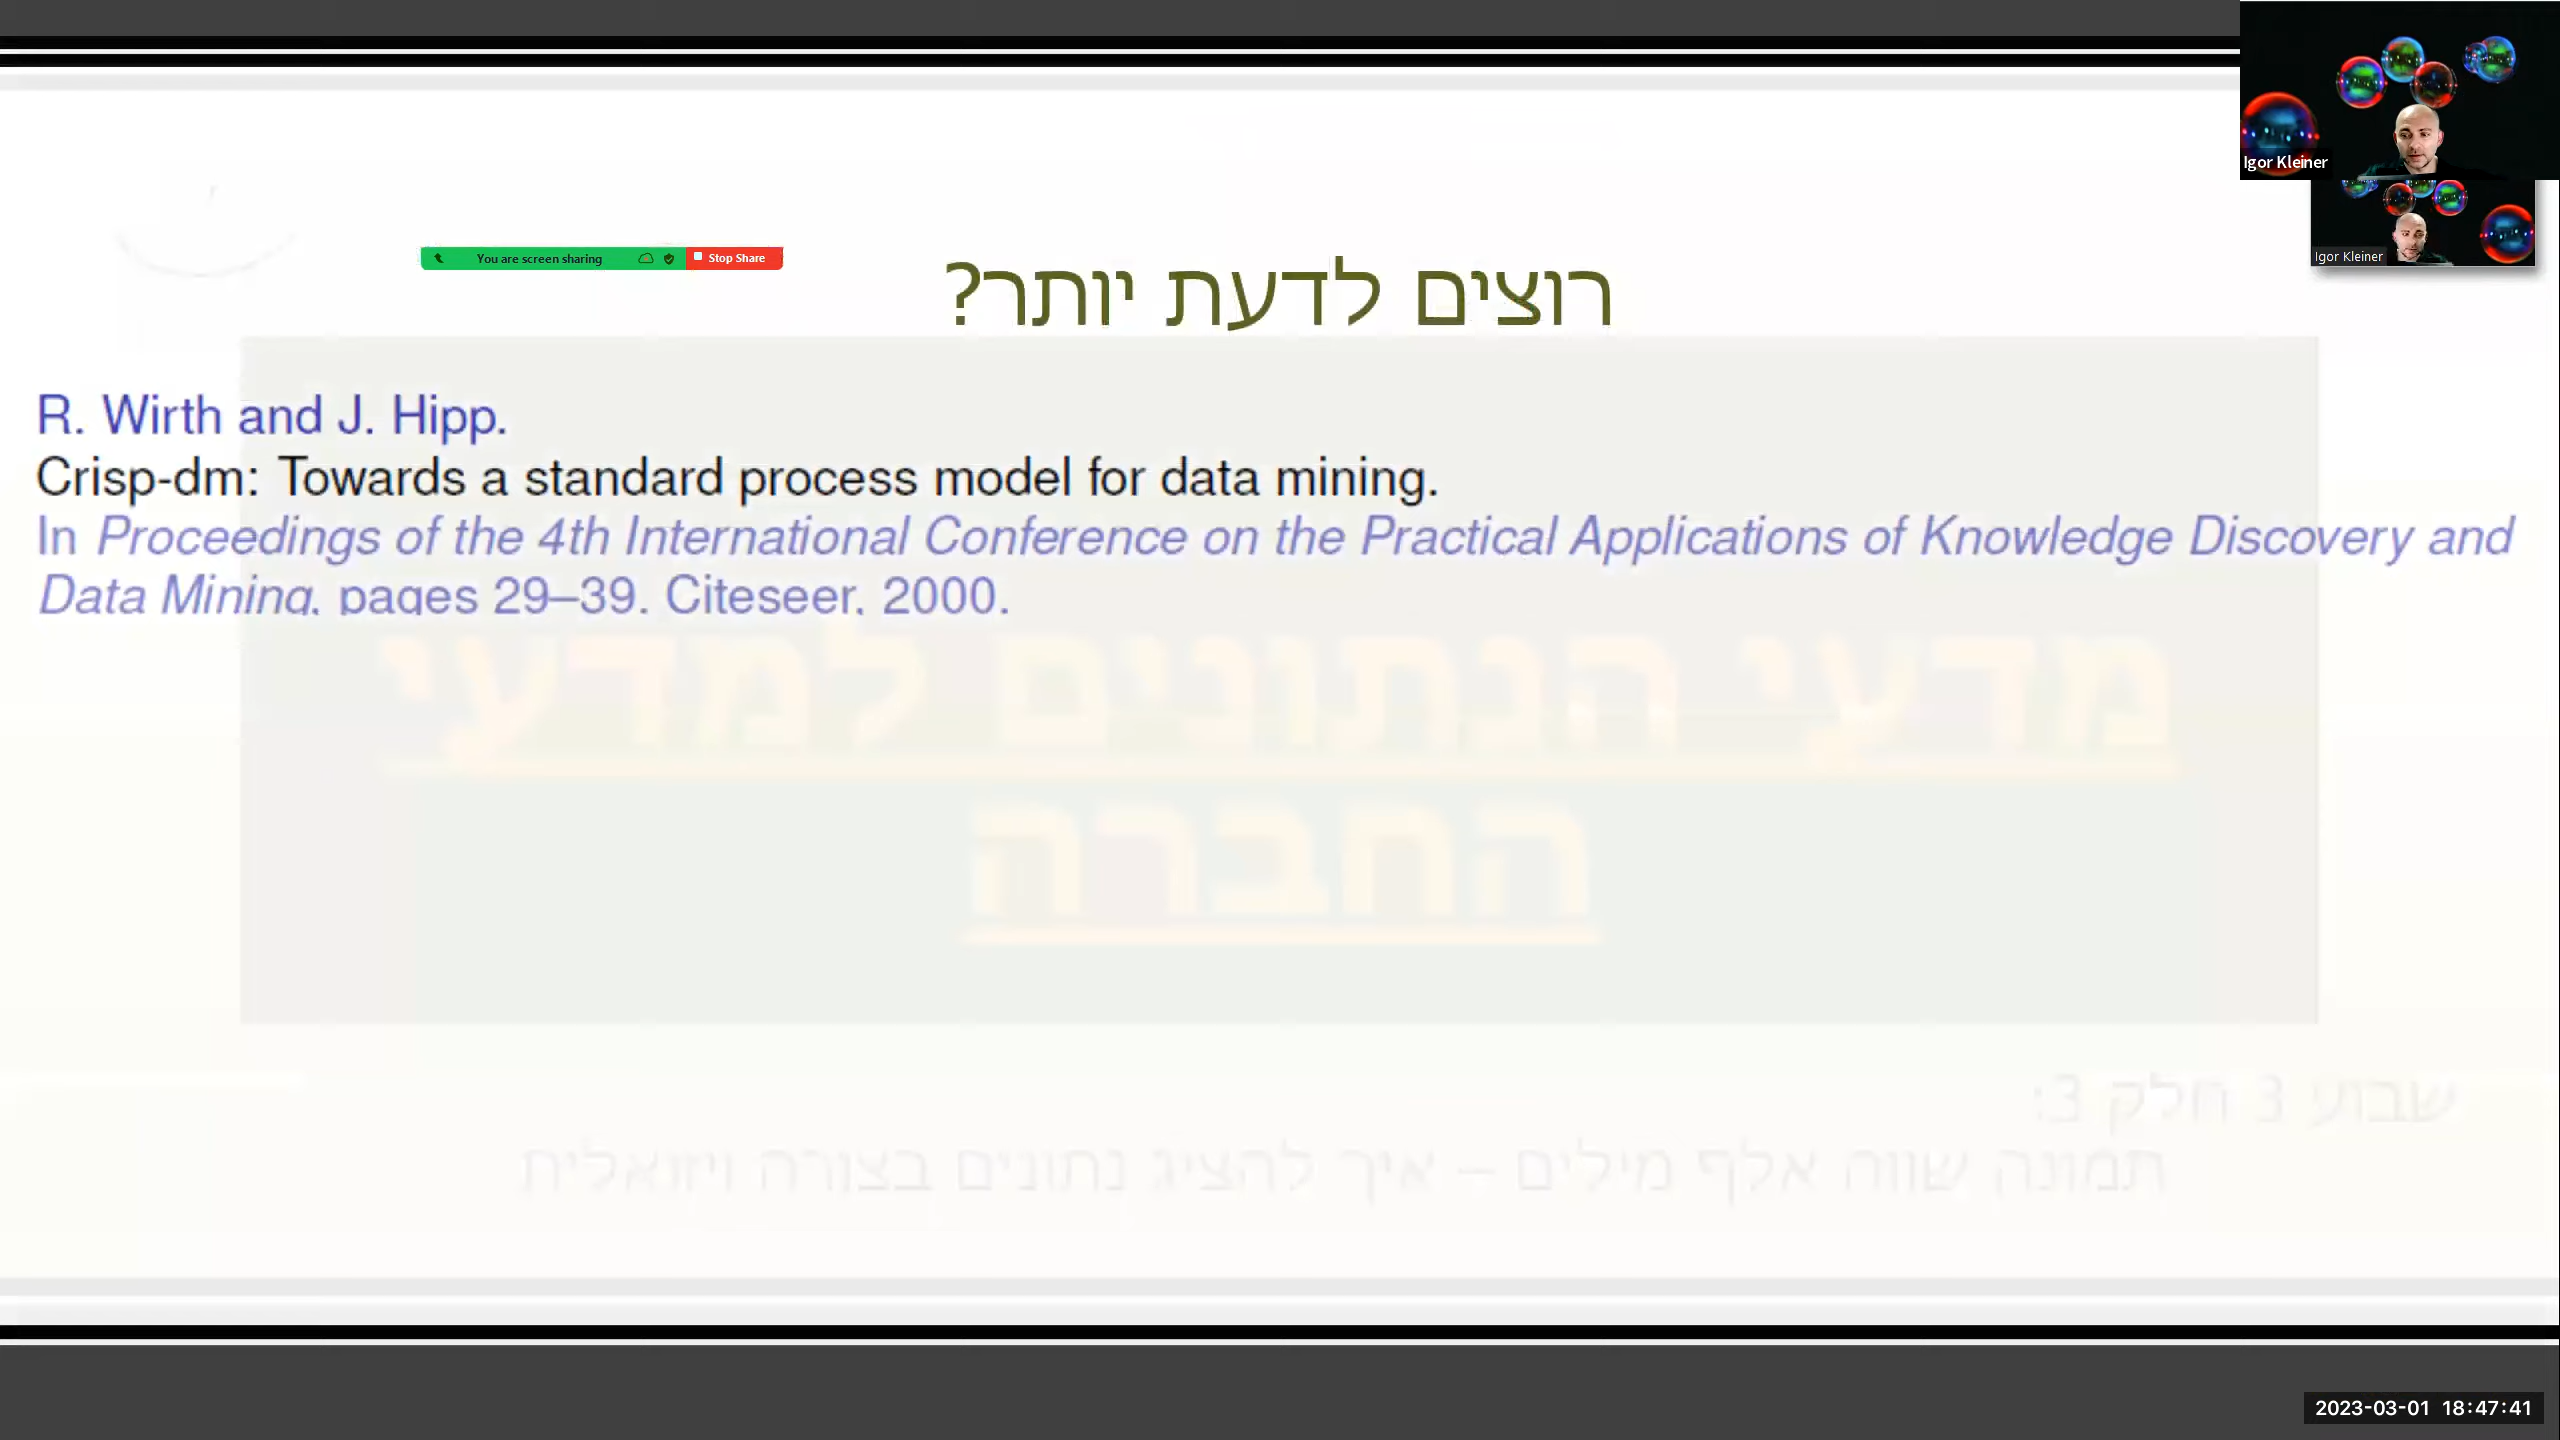 Igor Kleiner
Igor Kleiner
You are screen sharing
Stop Share
רוצים לדעת יותר?
R. Wirth and J. Hipp.
Crisp-dm: Towards a standard process model for data mining.
In Proceedings of the 4th International Conference on the Practical Applications of Knowledge Discovery and
Data Mining, pages 29–39. Citeseer, 2000.
מדעי הנתונים למדעי
החברה
שבוע 3 חלק 3:
תמונה שווה אלף מילים – איך להציג נתונים בצורה ויזואלית
2023-03-01 18:47:41